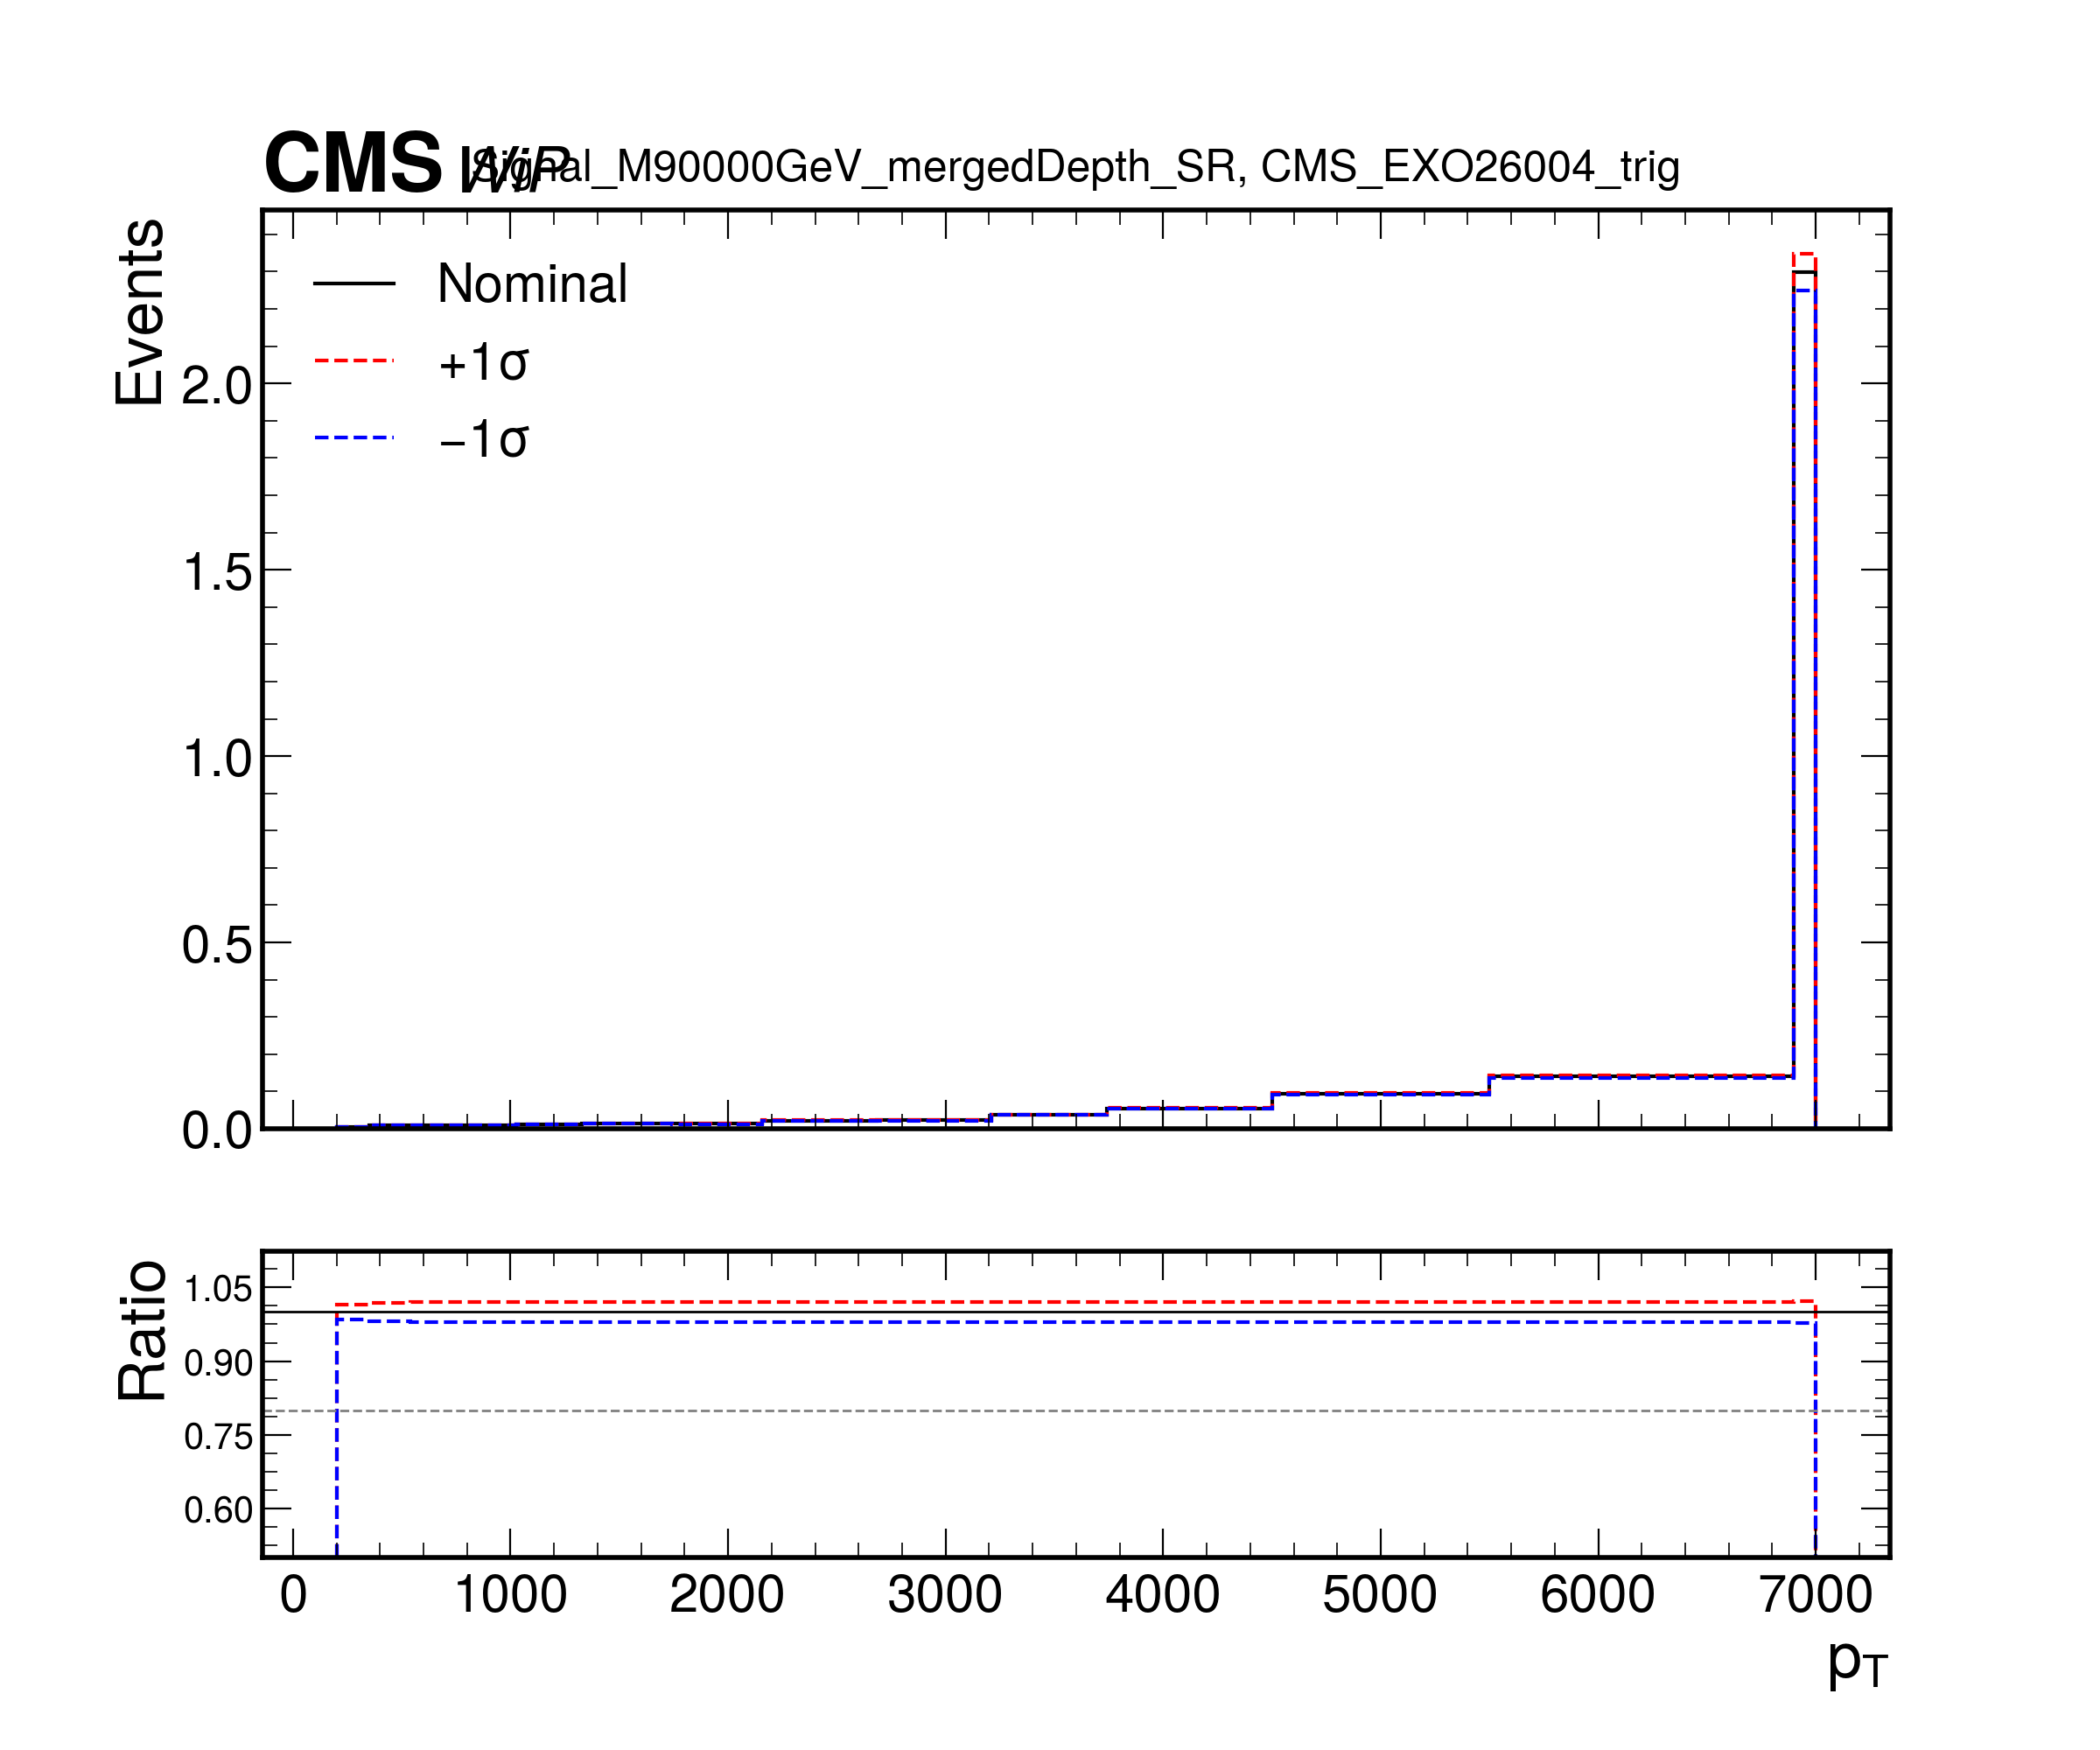 CMS WiP Signal_M90000GeV_mergedDepth_SR, CMS_EXO26004_trig
Events
Nominal
+1σ
−1σ
2.0
1.5
1.0
0.5
0.0
Ratio
1.05
0.90
0.75
0.60
0 1000 2000 3000 4000 5000 6000 7000
pT